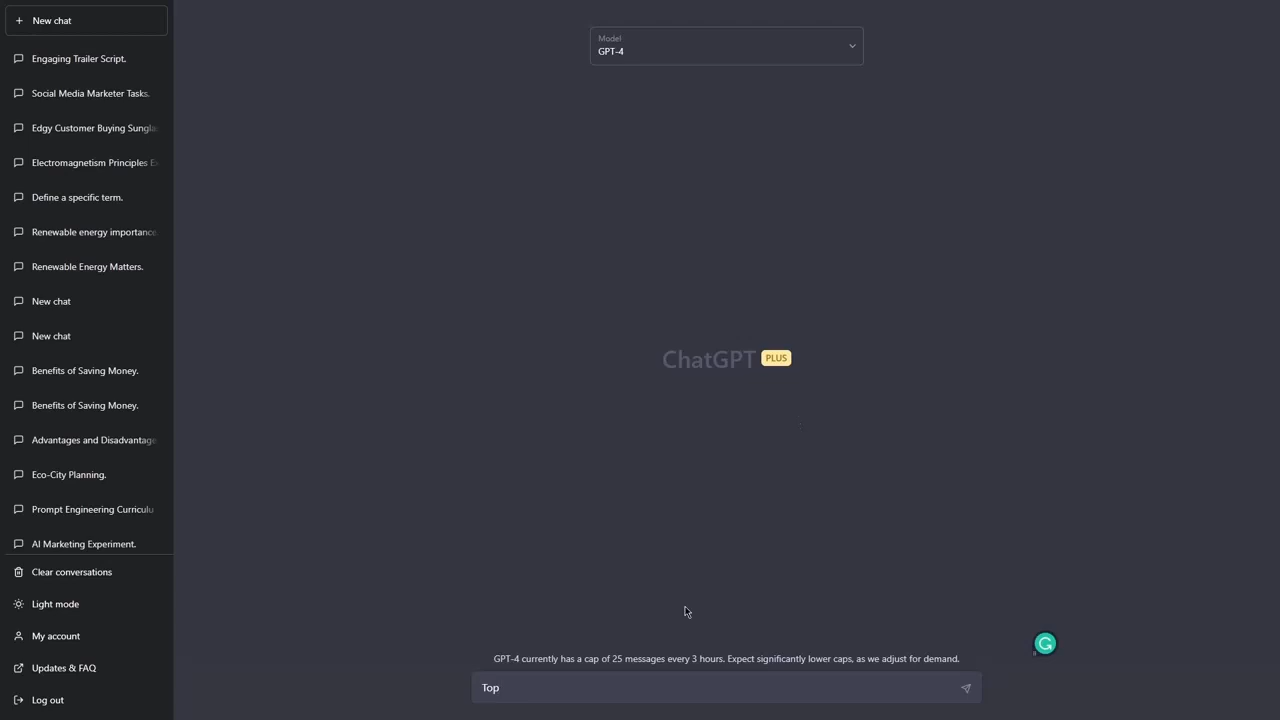 New chat
Engaging Trailer Script.
Social Media Marketer Tasks.
Edgy Customer Buying Sungla
Electromagnetism Principles E
Define a specific term.
Renewable energy importance.
Renewable Energy Matters.
New chat
New chat
Benefits of Saving Money.
Benefits of Saving Money.
Advantages and Disadvantage
Eco-City Planning.
Prompt Engineering Curriculu
AI Marketing Experiment.
Clear conversations
Light mode
My account
Updates & FAQ
Log out
Model
GPT-4
ChatGPT PLUS
GPT-4 currently has a cap of 25 messages every 3 hours. Expect significantly lower caps, as we adjust for demand.
Top